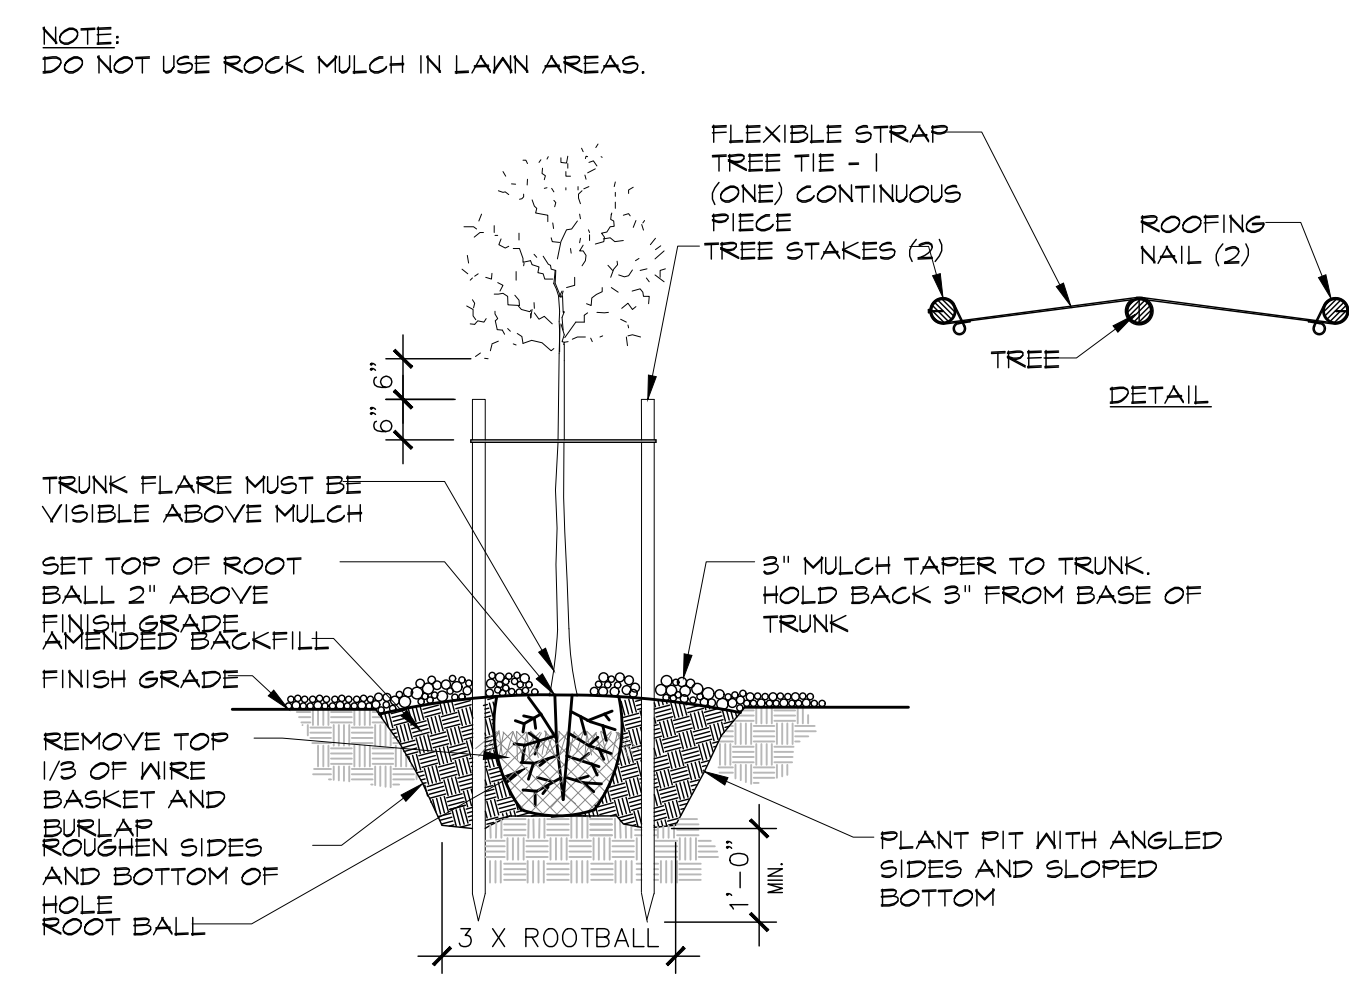 NOTE:
DO NOT USE ROCK MULCH IN LAWN AREAS.
FLEXIBLE STRAP
TREE TIE - 1
(ONE) CONTINUOUS
PIECE
TREE STAKES (2)
ROOFING
NAIL (2)
TREE
DETAIL
6"
6"
TRUNK FLARE MUST BE
VISIBLE ABOVE MULCH
SET TOP OF ROOT
BALL 2" ABOVE
FINISH GRADE
AMENDED BACKFILL
FINISH GRADE
REMOVE TOP
1/3 OF WIRE
BASKET AND
BURLAP
ROUGHEN SIDES
AND BOTTOM OF
HOLE
ROOT BALL
3" MULCH TAPER TO TRUNK.
HOLD BACK 3" FROM BASE OF
TRUNK
PLANT PIT WITH ANGLED
SIDES AND SLOPED
BOTTOM
1'-0"
MIN.
3 X ROOTBALL